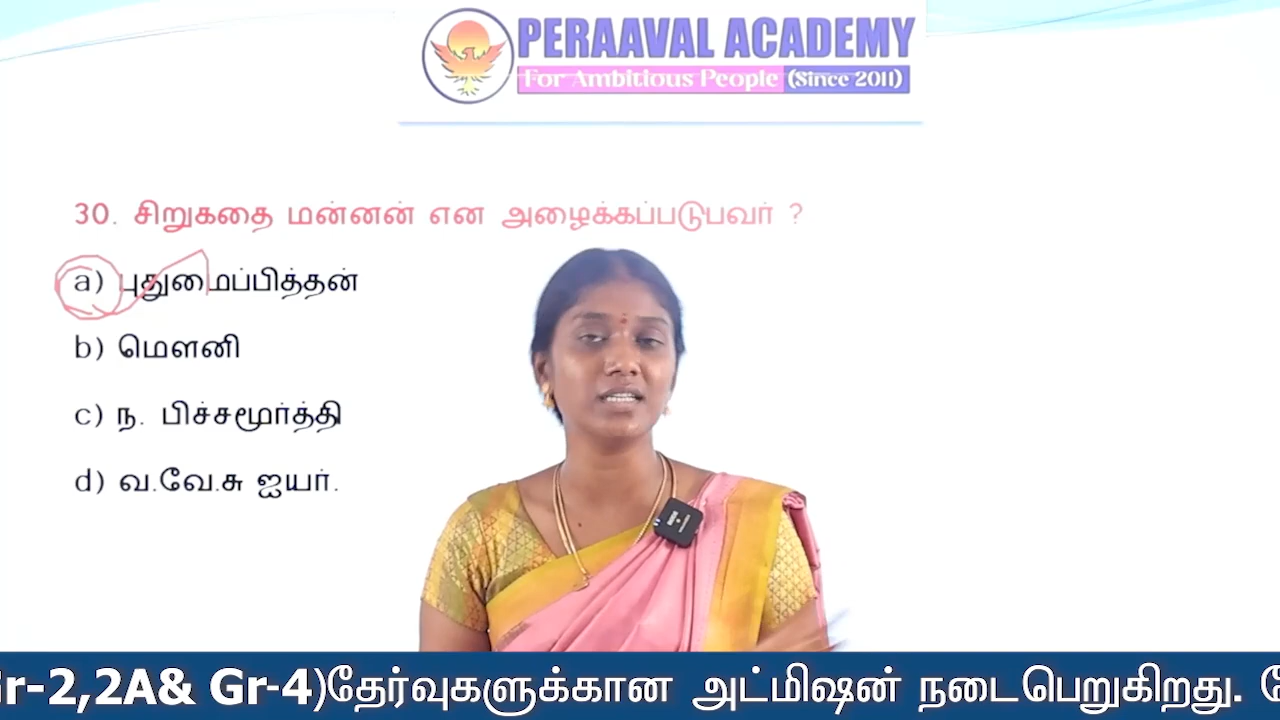 PERAAVAL ACADEMY
For Ambitious People (Since 2011)
30. சிறுகதை மன்னன் என அழைக்கப்படுபவர் ?
a) புதுமைப்பித்தன்
b) மௌனி
c) ந. பிச்சமூர்த்தி
d) வ.வே.சு ஐயர்.
Gr-2,2A& Gr-4)தேர்வுகளுக்கான அட்மிஷன் நடைபெறுகிறது.